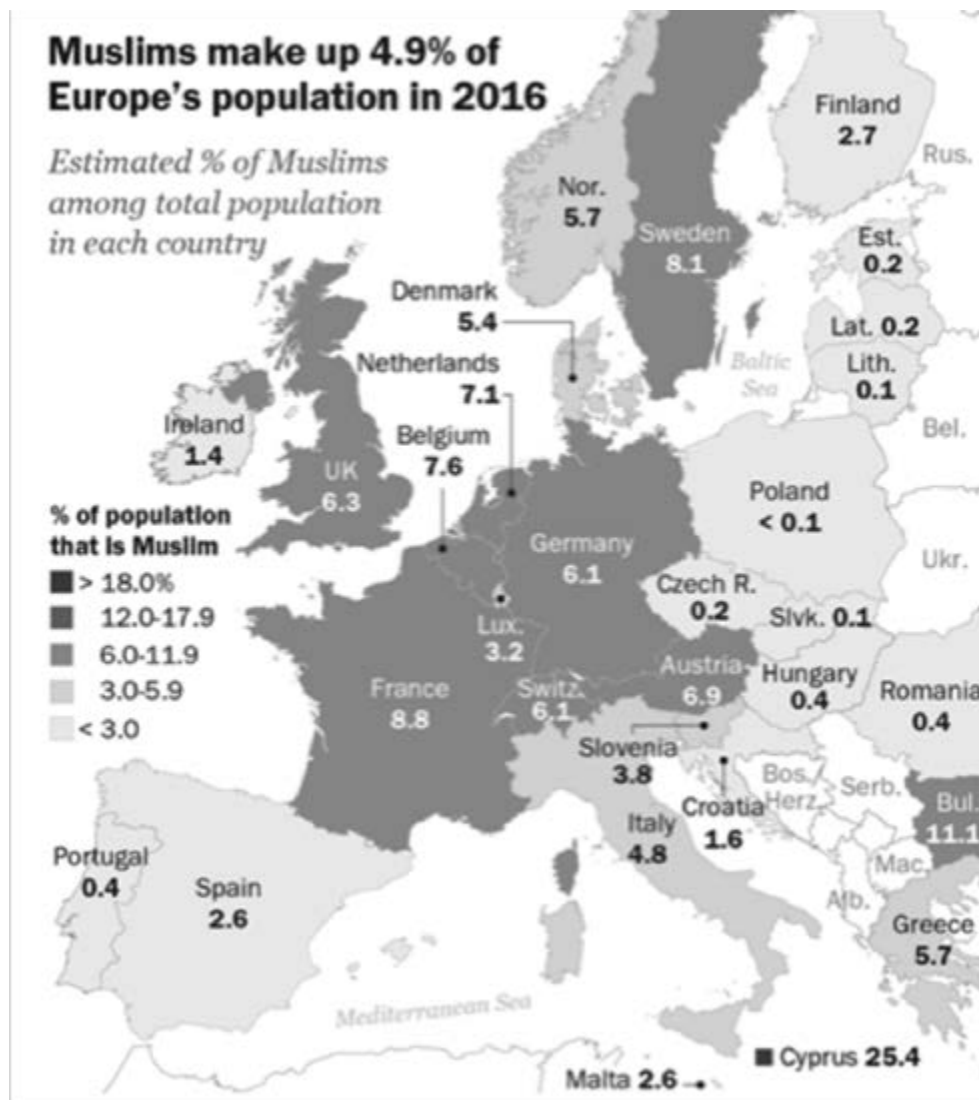 Muslims make up 4.9% of
Europe's population in 2016
Estimated % of Muslims
among total population
in each country
Finland
2.7
Rus.
Nor.
5.7
Sweden
8.1
Est.
0.2
Denmark
5.4
Lat. 0.2
Netherlands
7.1
Baltic
Sea
Lith.
0.1
Ireland
1.4
Belgium
7.6
Bel.
UK
6.3
Poland
< 0.1
% of population
that is Muslim
> 18.0%
12.0-17.9
6.0-11.9
3.0-5.9
< 3.0
Germany
6.1
Ukr.
Czech R.
0.2
Slvk. 0.1
Lux.
3.2
France
8.8
Switz.
6.1
Austria
6.9
Hungary
0.4
Romania
0.4
Slovenia
3.8
Croatia
1.6
Bos./
Herz.
Serb.
Bul.
11.1
Italy
4.8
Portugal
0.4
Spain
2.6
Mac.
Alb.
Greece
5.7
Mediterranean Sea
Cyprus 25.4
Malta 2.6